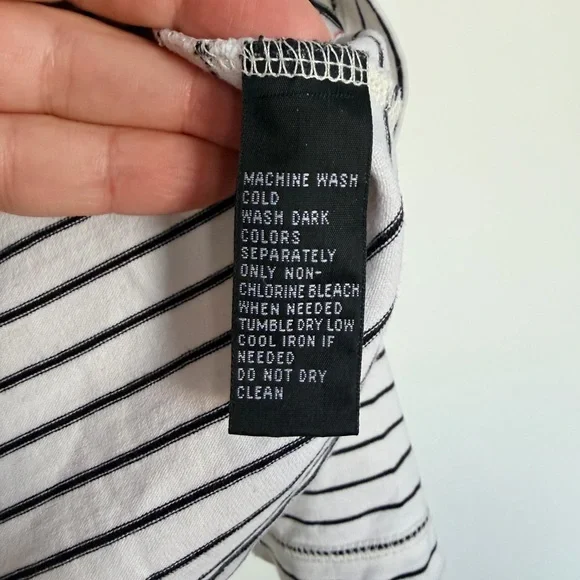 MACHINE WASH
COLD
WASH DARK
COLORS
SEPARATELY
ONLY NON-
CHLORINE BLEACH
WHEN NEEDED
TUMBLE DRY LOW
COOL IRON IF
NEEDED
DO NOT DRY
CLEAN